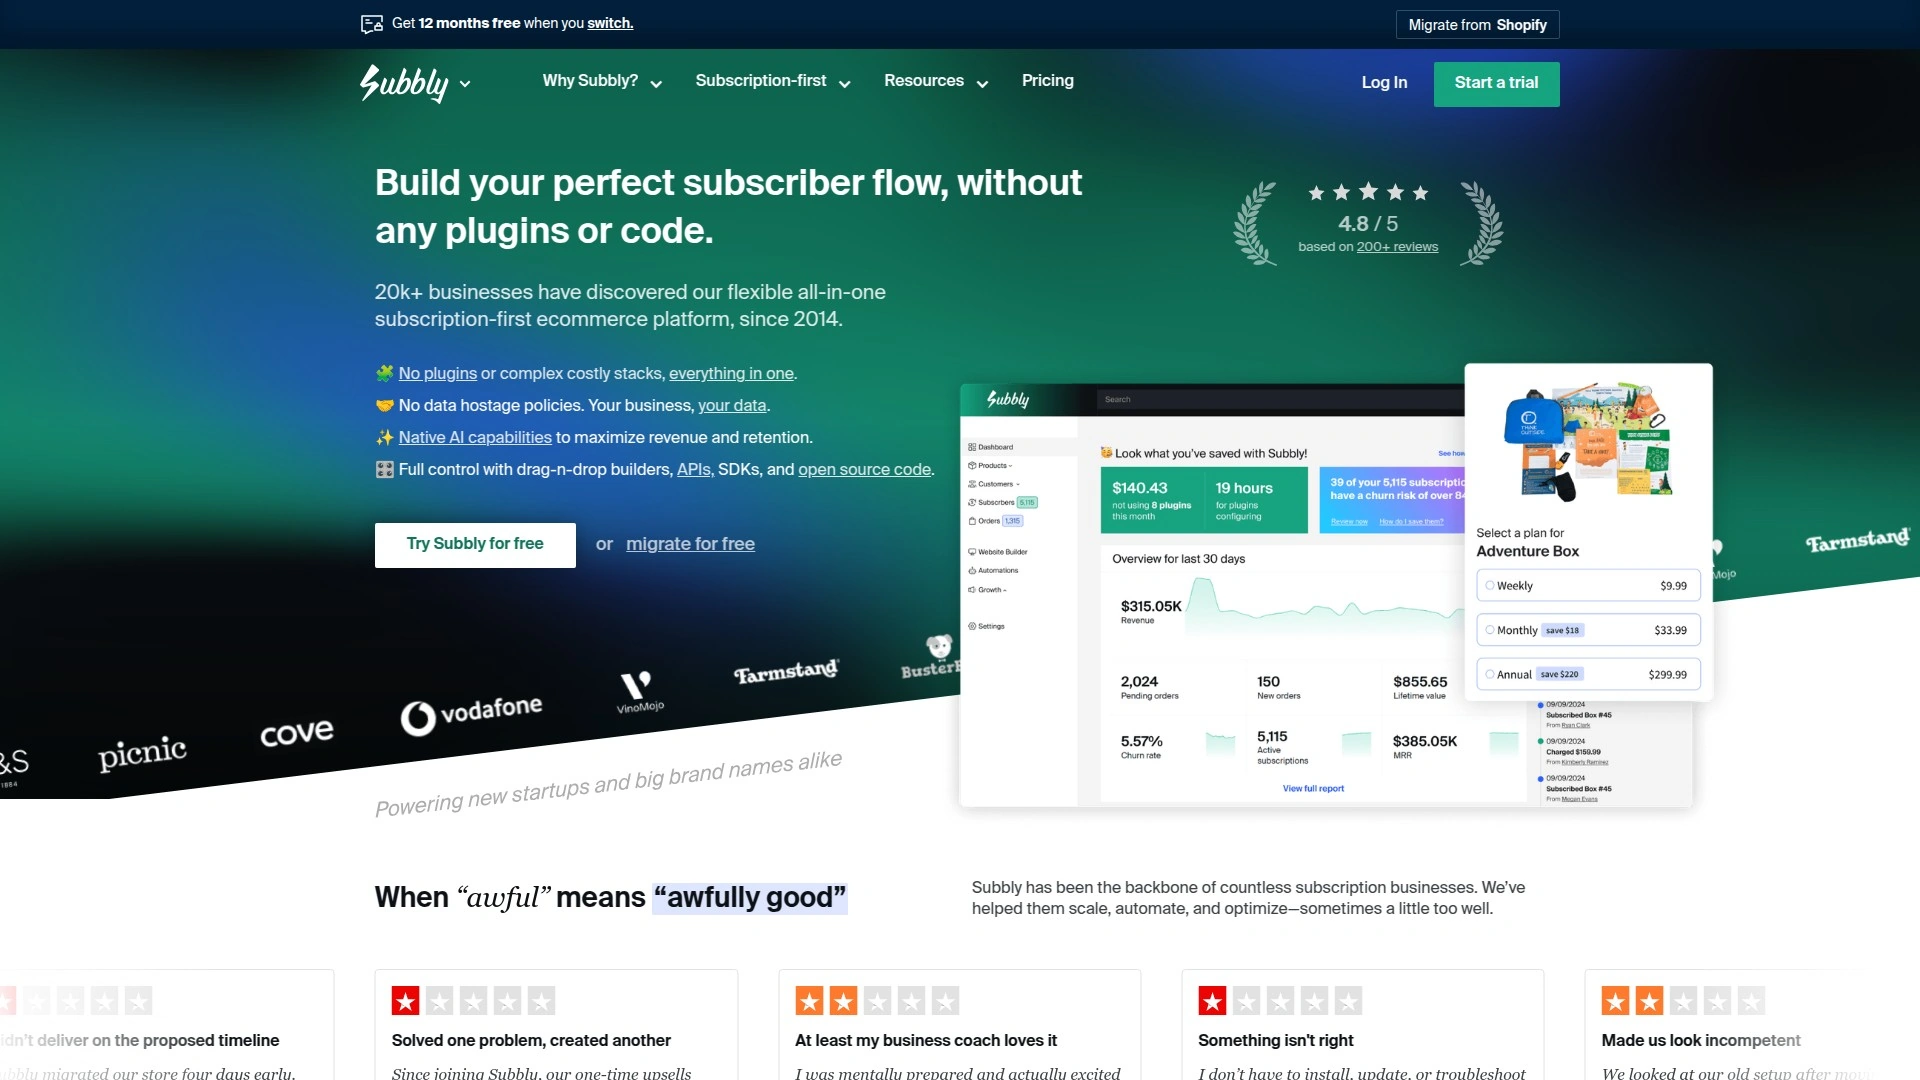 Get 12 months free when you switch.
Migrate from Shopify
Subbly
Why Subbly?
Subscription-first
Resources
Pricing
Log In
Start a trial
Build your perfect subscriber flow, without
any plugins or code.
4.8 / 5
based on 200+ reviews
20k+ businesses have discovered our flexible all-in-one
subscription-first ecommerce platform, since 2014.
🧩 No plugins or complex costly stacks, everything in one.
🤝 No data hostage policies. Your business, your data.
✨ Native AI capabilities to maximize revenue and retention.
🎛️ Full control with drag-n-drop builders, APIs, SDKs, and open source code.
Try Subbly for free
or migrate for free
Subbly
Search
Dashboard
Products
Customers
Subscribers 5,115
Orders 1,315
Website Builder
Automations
Growth
Settings
Look what you've saved with Subbly!
See how
$140.43
not using 8 plugins
this month
19 hours
for plugins
configuring
39 of your 5,115 subscriptio
have a churn risk of over 84
Review now
How do I save them?
Overview for last 30 days
$315.05K
Revenue
2,024
Pending orders
150
New orders
$855.65
Lifetime value
5.57%
Churn rate
5,115
Active
subscriptions
$385.05K
MRR
View full report
THINK
OUTSIDE
Select a plan for
Adventure Box
Weekly
$9.99
Monthly
save $18
$33.99
Annual
save $220
$299.99
09/09/2024
Subscribed Box #45
From Ryan Clark
09/09/2024
Charged $159.99
From Kimberly Ramirez
09/09/2024
Subscribed Box #45
From Megan Evans
&S
1884
picnic
cove
vodafone
VinoMojo
Farmstand
BusterB
Mojo
Farmstand
Powering new startups and big brand names alike
When “awful” means “awfully good”
Subbly has been the backbone of countless subscription businesses. We’ve
helped them scale, automate, and optimize—sometimes a little too well.
idn’t deliver on the proposed timeline
ubbly migrated our store four days early.
Solved one problem, created another
Since joining Subbly, our one-time upsells
At least my business coach loves it
I was mentally prepared and actually excited
Something isn't right
I don’t have to install, update, or troubleshoot
Made us look incompetent
We looked at our old setup after movi